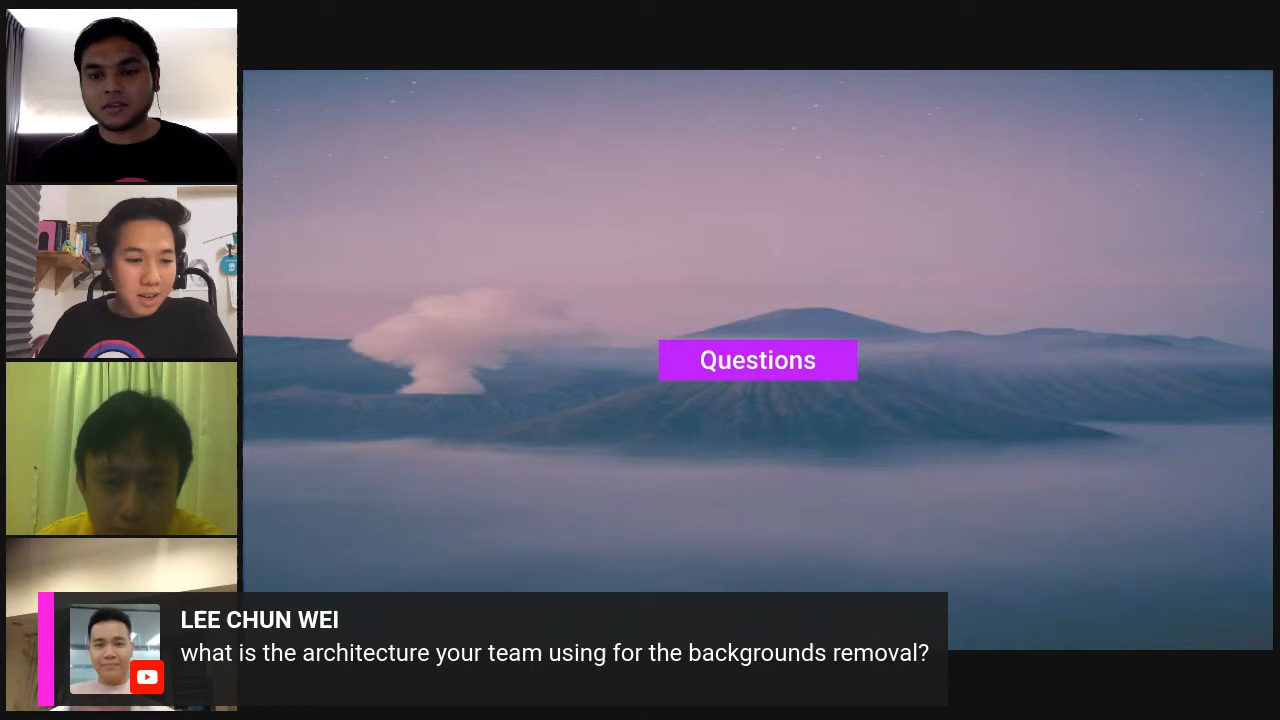 Questions
LEE CHUN WEI
what is the architecture your team using for the backgrounds removal?